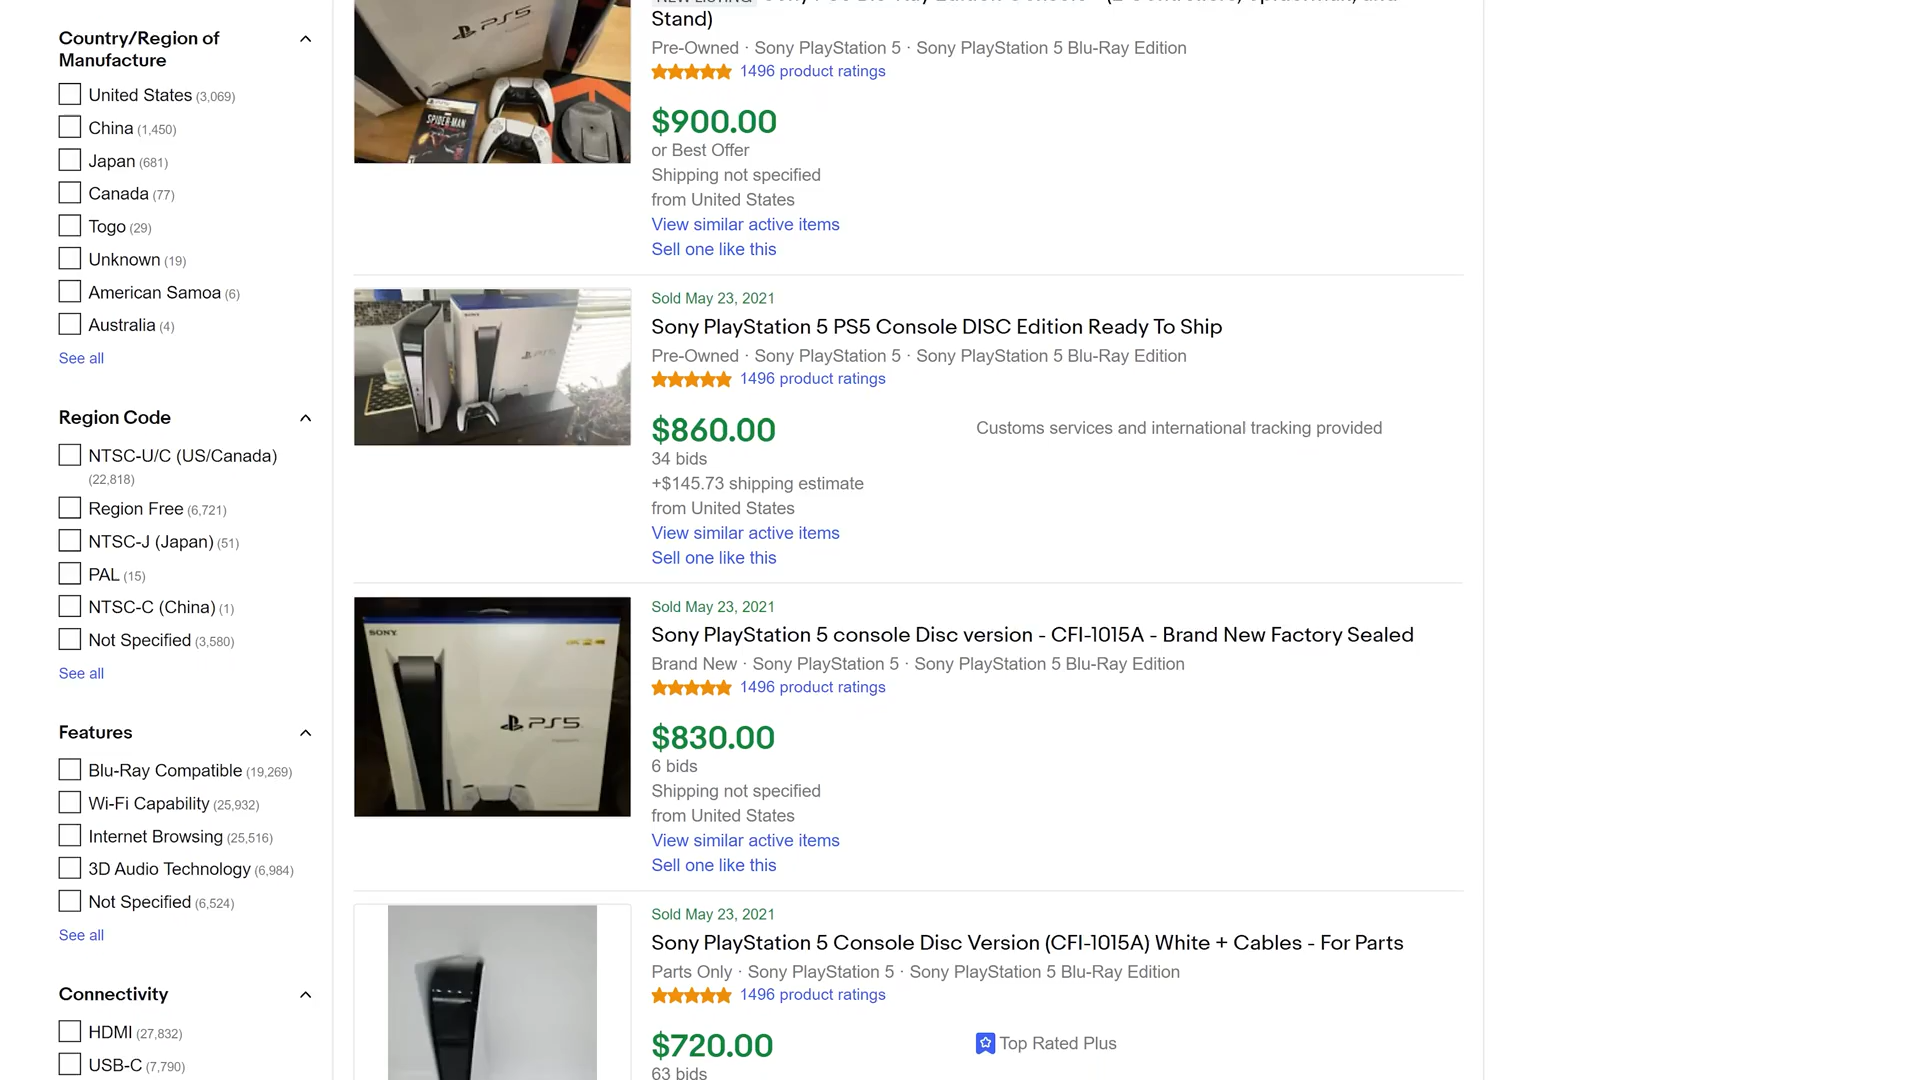 Country/Region of
Manufacture
United States (3,069)
China (1,450)
Japan (681)
Canada (77)
Togo (29)
Unknown (19)
American Samoa (6)
Australia (4)
See all
Region Code
NTSC-U/C (US/Canada)
(22,818)
Region Free (6,721)
NTSC-J (Japan) (51)
PAL (15)
NTSC-C (China) (1)
Not Specified (3,580)
See all
Features
Blu-Ray Compatible (19,269)
Wi-Fi Capability (25,932)
Internet Browsing (25,516)
3D Audio Technology (6,984)
Not Specified (6,524)
See all
Connectivity
HDMI (27,832)
USB-C (7,790)
PS5
SPIDER-MAN
Stand)
Pre-Owned · Sony PlayStation 5 · Sony PlayStation 5 Blu-Ray Edition
1496 product ratings
$900.00
or Best Offer
Shipping not specified
from United States
View similar active items
Sell one like this
Sold May 23, 2021
Sony PlayStation 5 PS5 Console DISC Edition Ready To Ship
Pre-Owned · Sony PlayStation 5 · Sony PlayStation 5 Blu-Ray Edition
1496 product ratings
$860.00
Customs services and international tracking provided
34 bids
+$145.73 shipping estimate
from United States
View similar active items
Sell one like this
SONY
PS5
Sold May 23, 2021
Sony PlayStation 5 console Disc version - CFI-1015A - Brand New Factory Sealed
Brand New · Sony PlayStation 5 · Sony PlayStation 5 Blu-Ray Edition
1496 product ratings
$830.00
6 bids
Shipping not specified
from United States
View similar active items
Sell one like this
Sold May 23, 2021
Sony PlayStation 5 Console Disc Version (CFI-1015A) White + Cables - For Parts
Parts Only · Sony PlayStation 5 · Sony PlayStation 5 Blu-Ray Edition
1496 product ratings
$720.00
Top Rated Plus
63 bids